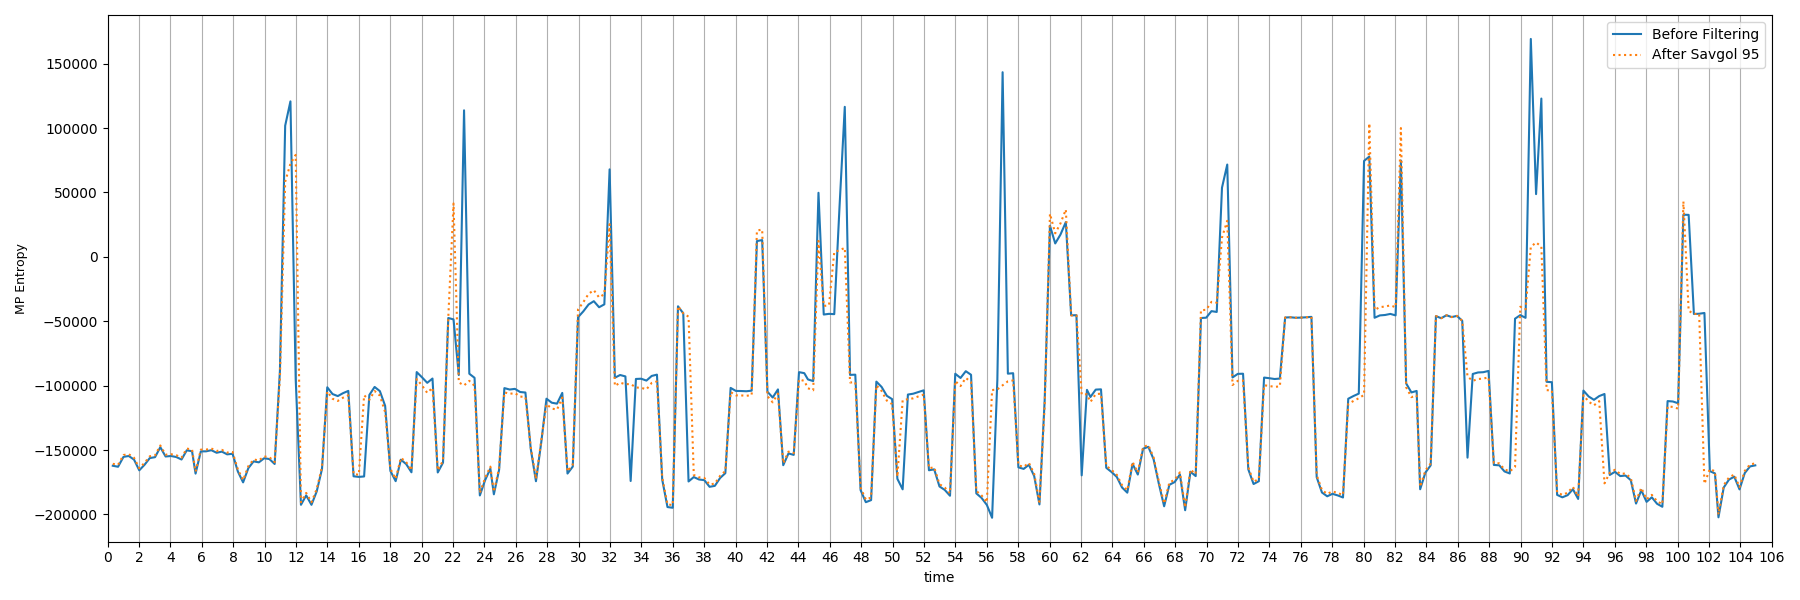 Before Filtering
After Savgol 95
150000
100000
50000
0
−50000
−100000
−150000
−200000
MP Entropy
0 2 4 6 8 10 12 14 16 18 20 22 24 26 28 30 32 34 36 38 40 42 44 46 48 50 52 54 56 58 60 62 64 66 68 70 72 74 76 78 80 82 84 86 88 90 92 94 96 98 100 102 104 106
time